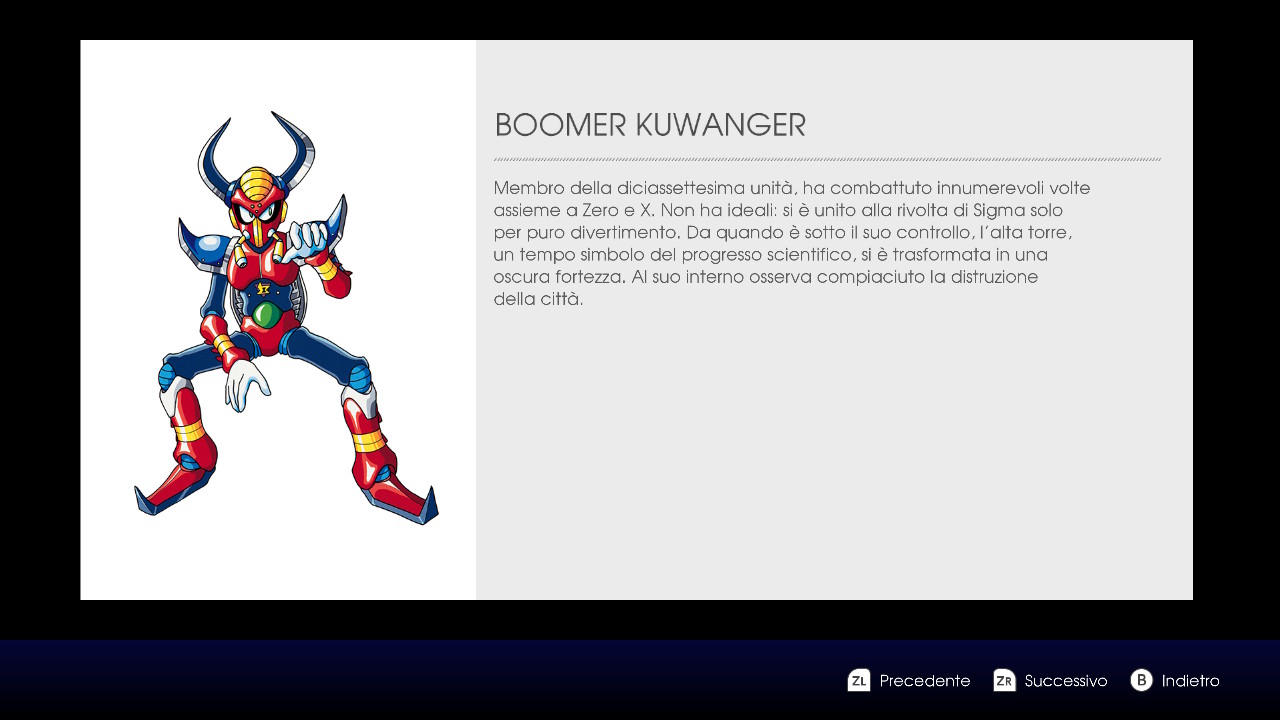 BOOMER KUWANGER
Membro della diciassettesima unità, ha combattuto innumerevoli volte
assieme a Zero e X. Non ha ideali: si è unito alla rivolta di Sigma solo
per puro divertimento. Da quando è sotto il suo controllo, l'alta torre,
un tempo simbolo del progresso scientifico, si è trasformata in una
oscura fortezza. Al suo interno osserva compiaciuto la distruzione
della città.
ZL Precedente ZR Successivo B Indietro